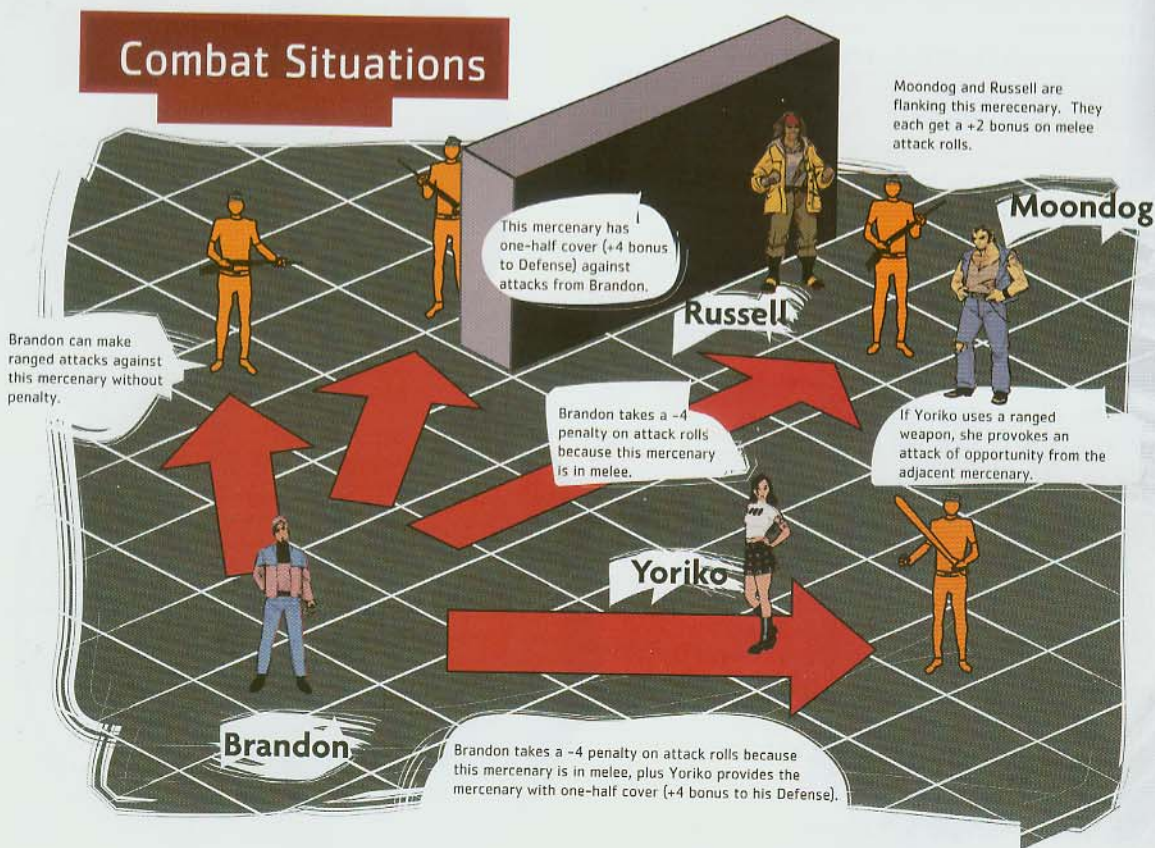 Combat Situations
Moondog and Russell are
flanking this merecenary. They
each get a +2 bonus on melee
attack rolls.
Moondog
This mercenary has
one-half cover (+4 bonus
to Defense) against
attacks from Brandon.
Russell
Brandon can make
ranged attacks against
this mercenary without
penalty.
Brandon takes a -4
penalty on attack rolls
because this mercenary
is in melee.
If Yoriko uses a ranged
weapon, she provokes an
attack of opportunity from the
adjacent mercenary.
Yoriko
Brandon
Brandon takes a -4 penalty on attack rolls because
this mercenary is in melee, plus Yoriko provides the
mercenary with one-half cover (+4 bonus to his Defense).